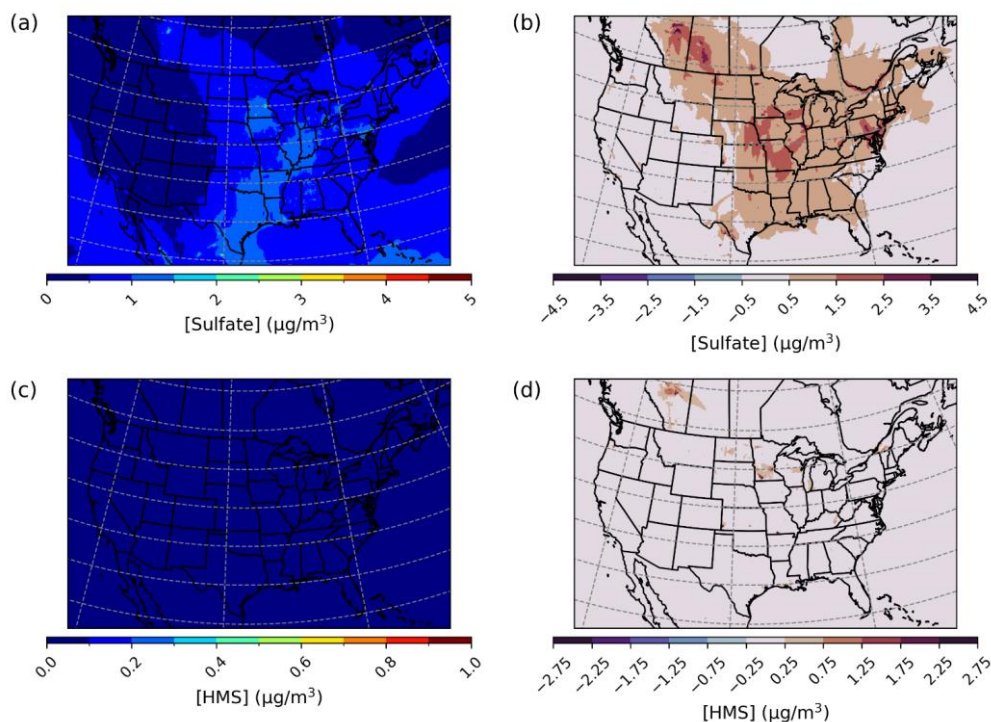 (a)
(b)
0 1 2 3 4 5
[Sulfate] (µg/m³)
−4.5 −3.5 −2.5 −1.5 −0.5 0.5 1.5 2.5 3.5 4.5
[Sulfate] (µg/m³)
(c)
(d)
0.0 0.2 0.4 0.6 0.8 1.0
[HMS] (µg/m³)
−2.75 −2.25 −1.75 −1.25 −0.75 −0.25 0.25 0.75 1.25 1.75 2.25 2.75
[HMS] (µg/m³)